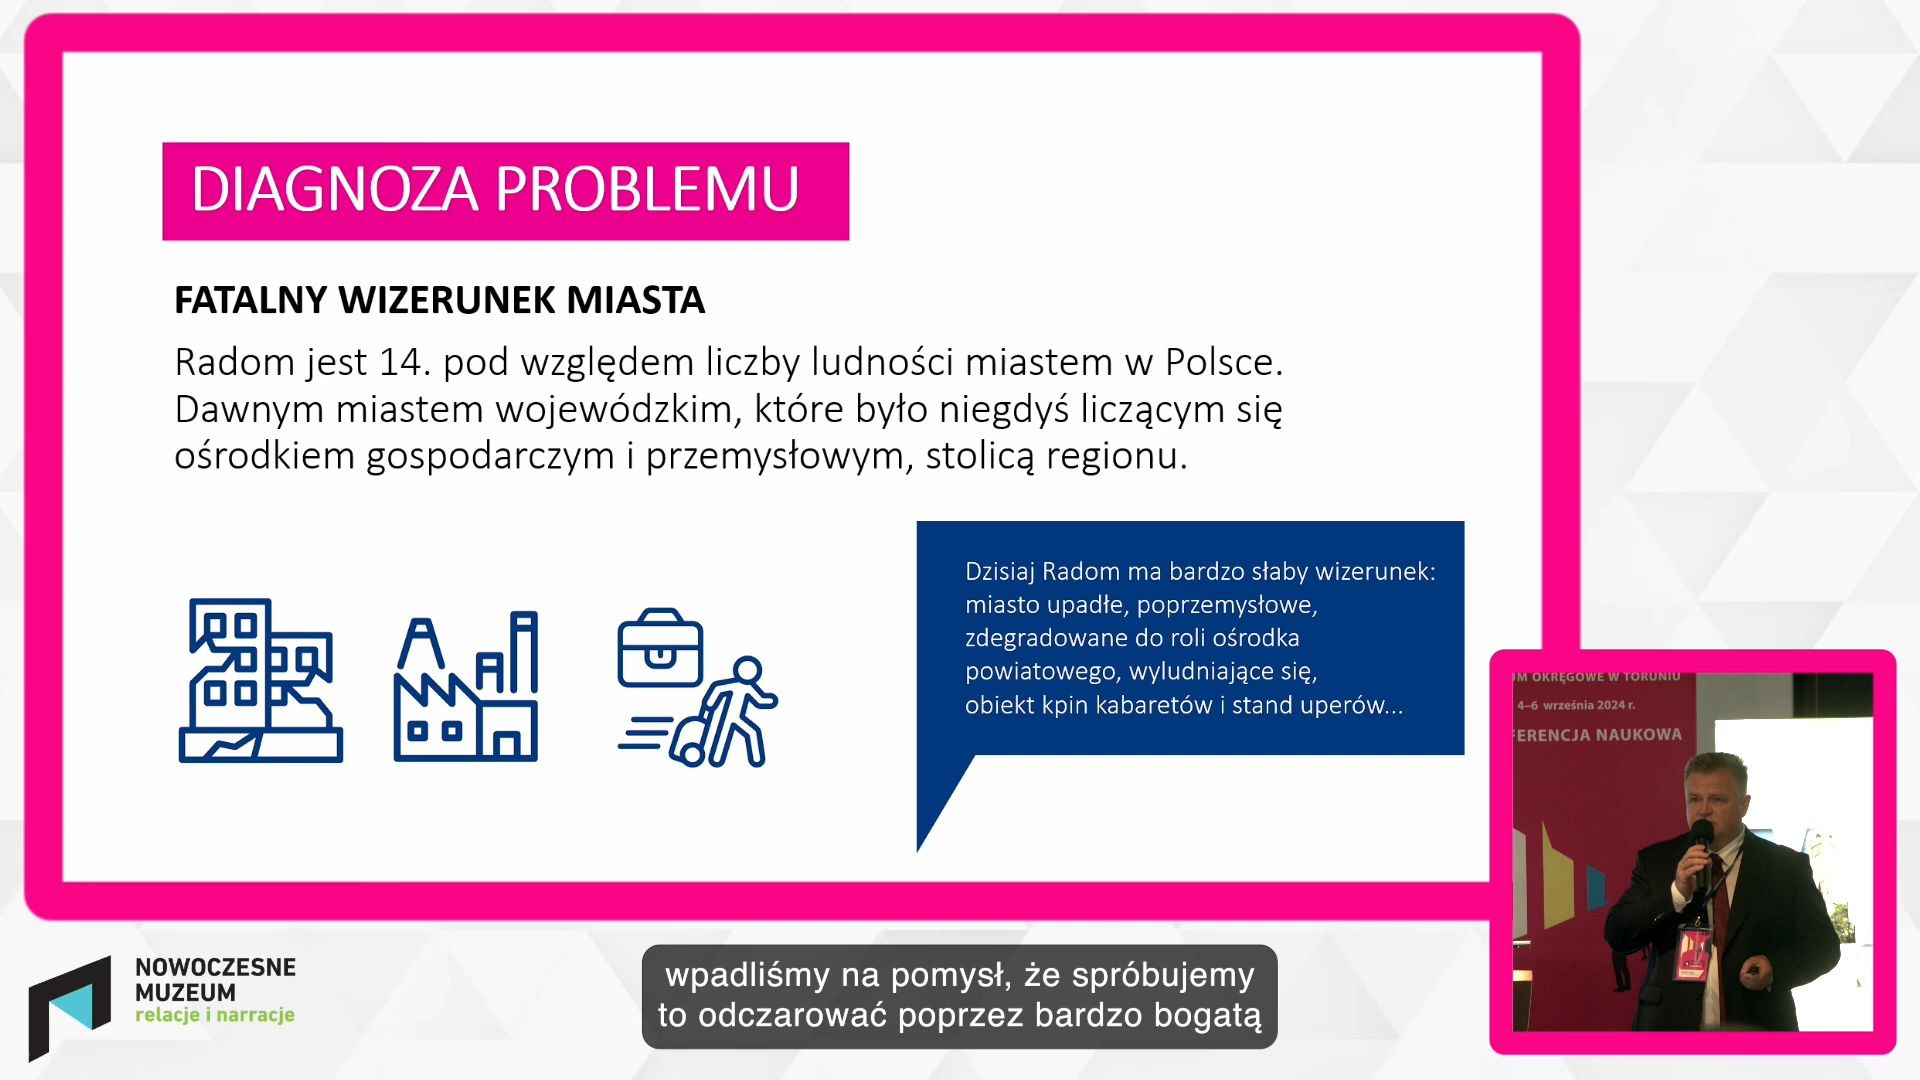 DIAGNOZA PROBLEMU
FATALNY WIZERUNEK MIASTA
Radom jest 14. pod względem liczby ludności miastem w Polsce.
Dawnym miastem wojewódzkim, które było niegdyś liczącym się
ośrodkiem gospodarczym i przemysłowym, stolicą regionu.
Dzisiaj Radom ma bardzo słaby wizerunek:
miasto upadłe, poprzemysłowe,
zdegradowane do roli ośrodka
powiatowego, wyludniające się,
obiekt kpin kabaretów i stand uperów...
UM OKRĘGOWE W TORUNIU
4–6 września 2024 r.
FERENCJA NAUKOWA
NOWOCZESNE
MUZEUM
relacje i narracje
wpadliśmy na pomysł, że spróbujemy
to odczarować poprzez bardzo bogatą